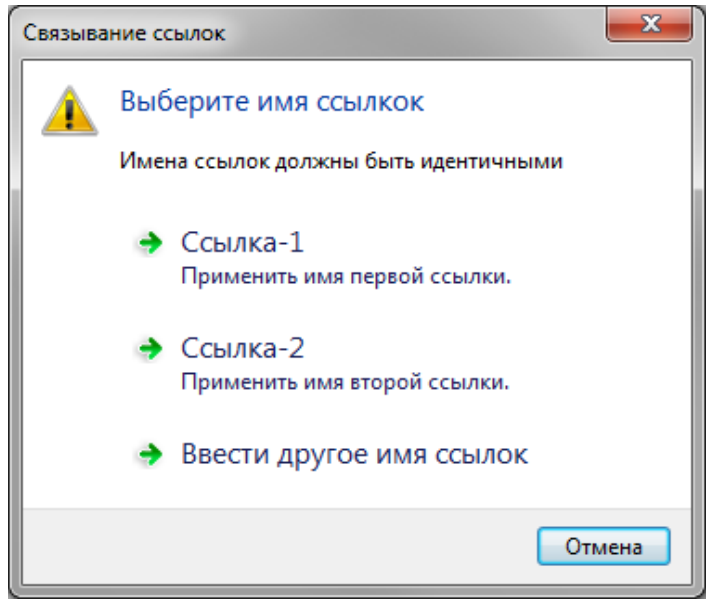 Связывание ссылок
Выберите имя ссылкок
Имена ссылок должны быть идентичными
Ссылка-1
Применить имя первой ссылки.
Ссылка-2
Применить имя второй ссылки.
Ввести другое имя ссылок
Отмена